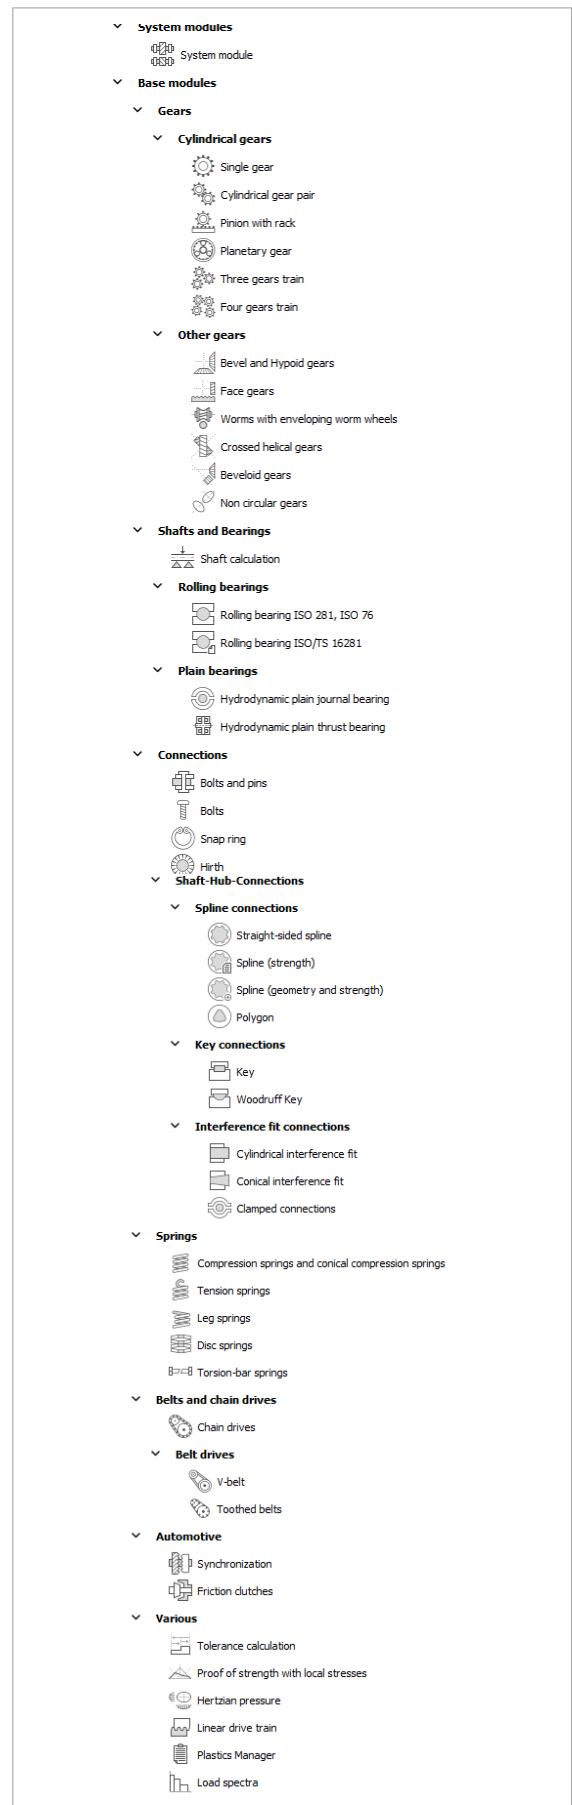 System modules
System module
Base modules
Gears
Cylindrical gears
Single gear
Cylindrical gear pair
Pinion with rack
Planetary gear
Three gears train
Four gears train
Other gears
Bevel and Hypoid gears
Face gears
Worms with enveloping worm wheels
Crossed helical gears
Beveloid gears
Non circular gears
Shafts and Bearings
Shaft calculation
Rolling bearings
Rolling bearing ISO 281, ISO 76
Rolling bearing ISO/TS 16281
Plain bearings
Hydrodynamic plain journal bearing
Hydrodynamic plain thrust bearing
Connections
Bolts and pins
Bolts
Snap ring
Hirth
Shaft-Hub-Connections
Spline connections
Straight-sided spline
Spline (strength)
Spline (geometry and strength)
Polygon
Key connections
Key
Woodruff Key
Interference fit connections
Cylindrical interference fit
Conical interference fit
Clamped connections
Springs
Compression springs and conical compression springs
Tension springs
Leg springs
Disc springs
Torsion-bar springs
Belts and chain drives
Chain drives
Belt drives
V-belt
Toothed belts
Automotive
Synchronization
Friction clutches
Various
Tolerance calculation
Proof of strength with local stresses
Hertzian pressure
Linear drive train
Plastics Manager
Load spectra